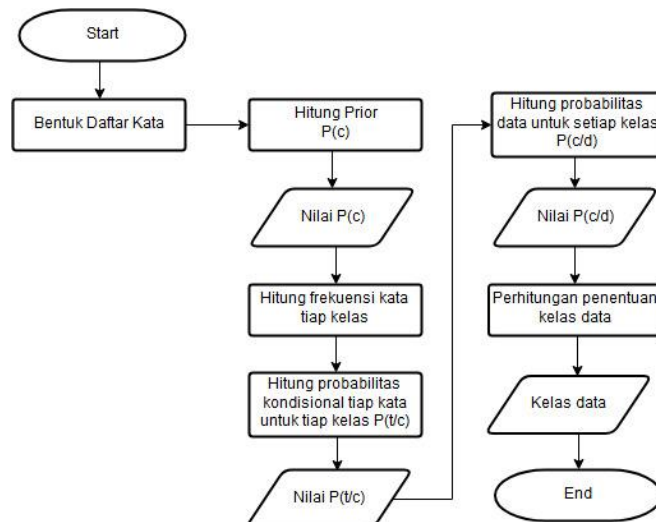 Start
Bentuk Daftar Kata
Hitung Prior
P(c)
Nilai P(c)
Hitung frekuensi kata
tiap kelas
Hitung probabilitas
kondisional tiap kata
untuk tiap kelas P(t/c)
Nilai P(t/c)
Hitung probabilitas
data untuk setiap kelas
P(c/d)
Nilai P(c/d)
Perhitungan penentuan
kelas data
Kelas data
End